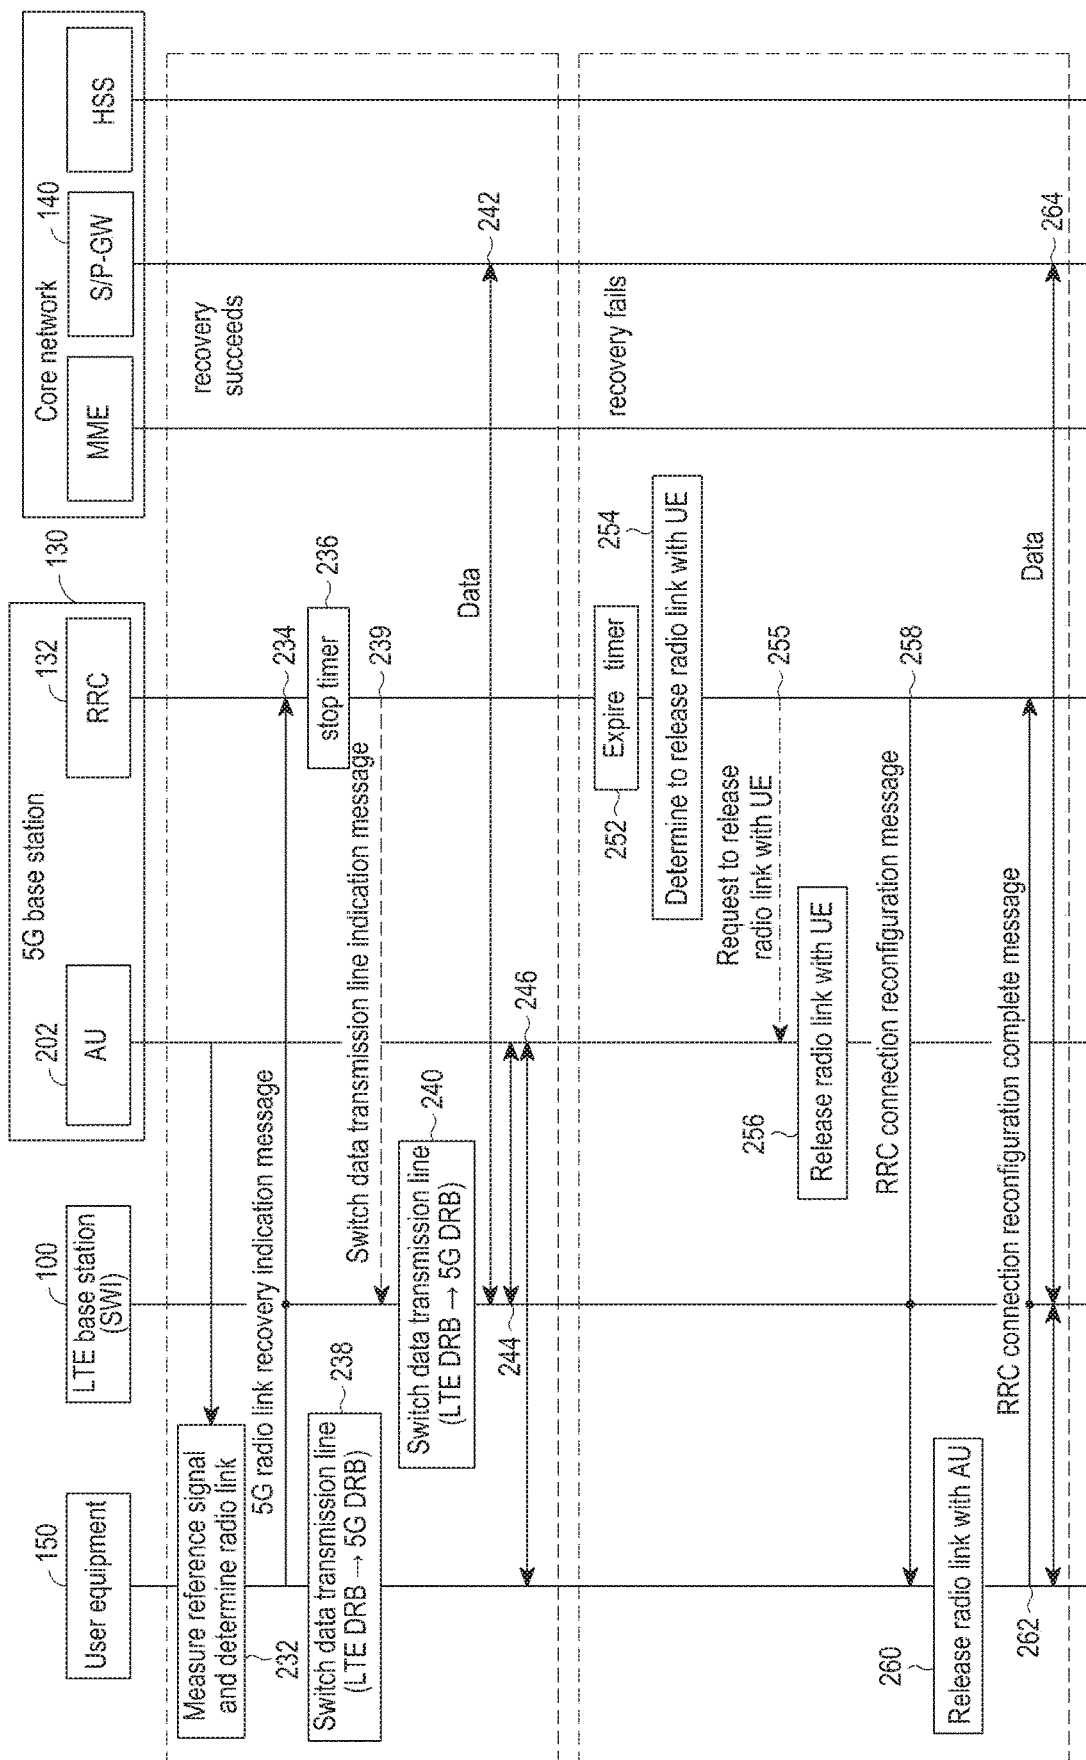 150
User equipment
100
LTE base station
(SWI)
5G base station
130
202
AU
132
RRC
Core network
140
MME
S/P-GW
HSS
recovery
succeeds
Measure reference signal
and determine radio link
232
5G radio link recovery indication message
234
stop timer
236
Switch data transmission line
(LTE DRB → 5G DRB)
238
Switch data transmission line indication message
239
Switch data transmission line
(LTE DRB → 5G DRB)
240
Data
242
244
246
recovery fails
252
Expire timer
254
Determine to release radio link with UE
Request to release
radio link with UE
255
256
Release radio link with UE
RRC connection reconfiguration message
258
260
Release radio link with AU
262
RRC connection reconfiguration complete message
Data
264